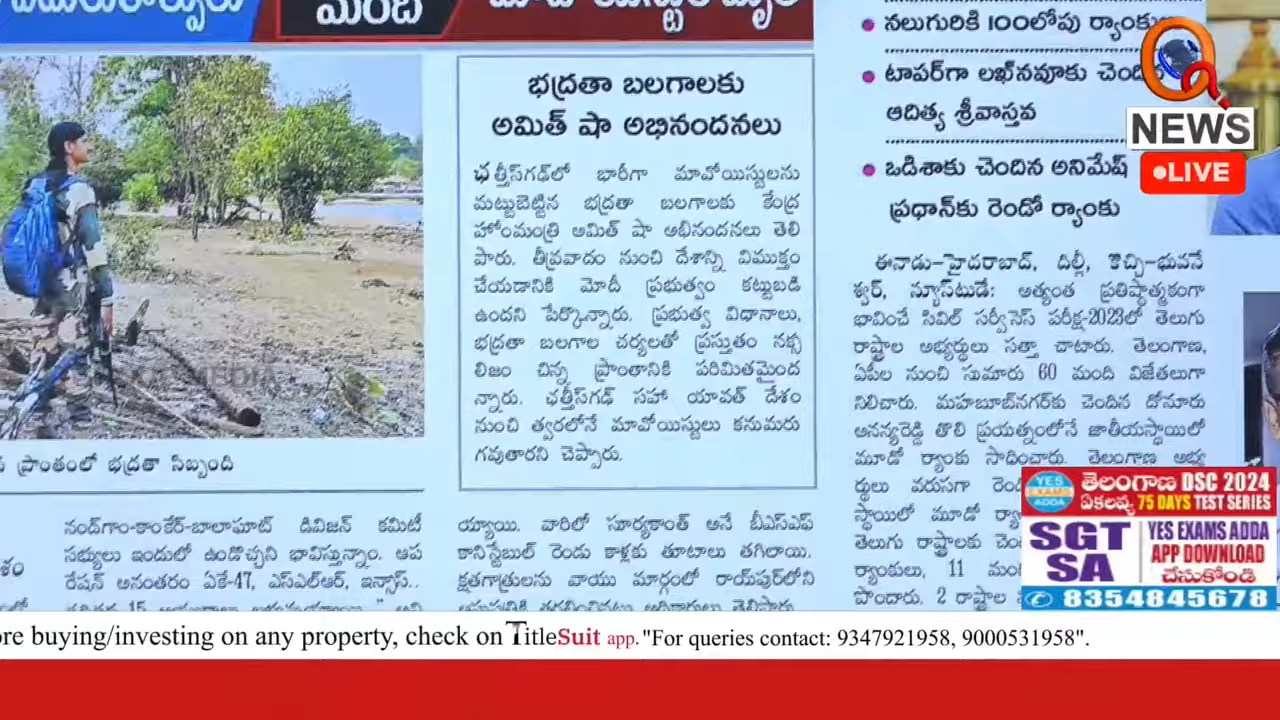 మంది
భద్రతా బలగాలకు
అమిత్ షా అభినందనలు
ఛత్తీస్‌గఢ్‌లో భారీగా మావోయిస్టులను
మట్టుబెట్టిన భద్రతా బలగాలకు కేంద్ర
హోంమంత్రి అమిత్ షా అభినందనలు తెలి
పారు. తీవ్రవాదం నుంచి దేశాన్ని విముక్తం
చేయడానికి మోదీ ప్రభుత్వం కట్టుబడి
ఉందని పేర్కొన్నారు. ప్రభుత్వ విధానాలు,
భద్రతా బలగాల చర్యలతో ప్రస్తుతం నక్స
లిజం చిన్న ప్రాంతానికి పరిమితమైంద
న్నారు. ఛత్తీస్‌గఢ్ సహా యావత్ దేశం
నుంచి త్వరలోనే మావోయిస్టులు కనుమరు
గవుతారని చెప్పారు.
ప్రాంతంలో భద్రతా సిబ్బంది
నంద్‌గాం-కాంకేర్-బాలాఘాట్ డివిజన్ కమిటీ
సభ్యులు ఇందులో ఉండొచ్చని భావిస్తున్నాం. ఆప
రేషన్ అనంతరం ఏకే-47, ఎస్ఎల్ఆర్, ఇన్సాస్..
య్యాయి. వారిలో సూర్యకాంత్ అనే బీఎస్ఎఫ్
కానిస్టేబుల్ రెండు కాళ్లకు తూటాలు తగిలాయి.
క్షతగాత్రులను వాయు మార్గంలో రాయ్‌పుర్‌లోని
నలుగురికి 100లోపు ర్యాంకులు
టాపర్‌గా లఖ్‌నవూకు చెందిన
ఆదిత్య శ్రీవాస్తవ
ఒడిశాకు చెందిన అనిమేష్
ప్రధాన్‌కు రెండో ర్యాంకు
ఈనాడు-హైదరాబాద్, దిల్లీ, కొచ్చి-భువనే
శ్వర్, న్యూస్‌టుడే: అత్యంత ప్రతిష్ఠాత్మకంగా
భావించే సివిల్ సర్వీసెస్ పరీక్ష-2023లో తెలుగు
రాష్ట్రాల అభ్యర్థులు సత్తా చాటారు. తెలంగాణ,
ఏపీల నుంచి సుమారు 60 మంది విజేతలుగా
నిలిచారు. మహబూబ్‌నగర్‌కు చెందిన దోనూరు
అనన్యరెడ్డి తొలి ప్రయత్నంలోనే జాతీయస్థాయిలో
మూడో ర్యాంకు సాధించారు. తెలంగాణ అభ్య
ర్థులు వరుసగా
స్థాయిలో మూడో
తెలుగు రాష్ట్రాలకు
ర్యాంకులు, 11
పొందారు. 2 రాష్ట్రాల
Q
NEWS
LIVE
YES EXAMS ADDA
తెలంగాణ DSC 2024
ఏకలవ్య 75 DAYS TEST SERIES
SGT
SA
YES EXAMS ADDA
APP DOWNLOAD
చేసుకోండి
8354845678
ore buying/investing on any property, check on TitleSuit app. "For queries contact: 9347921958, 9000531958".